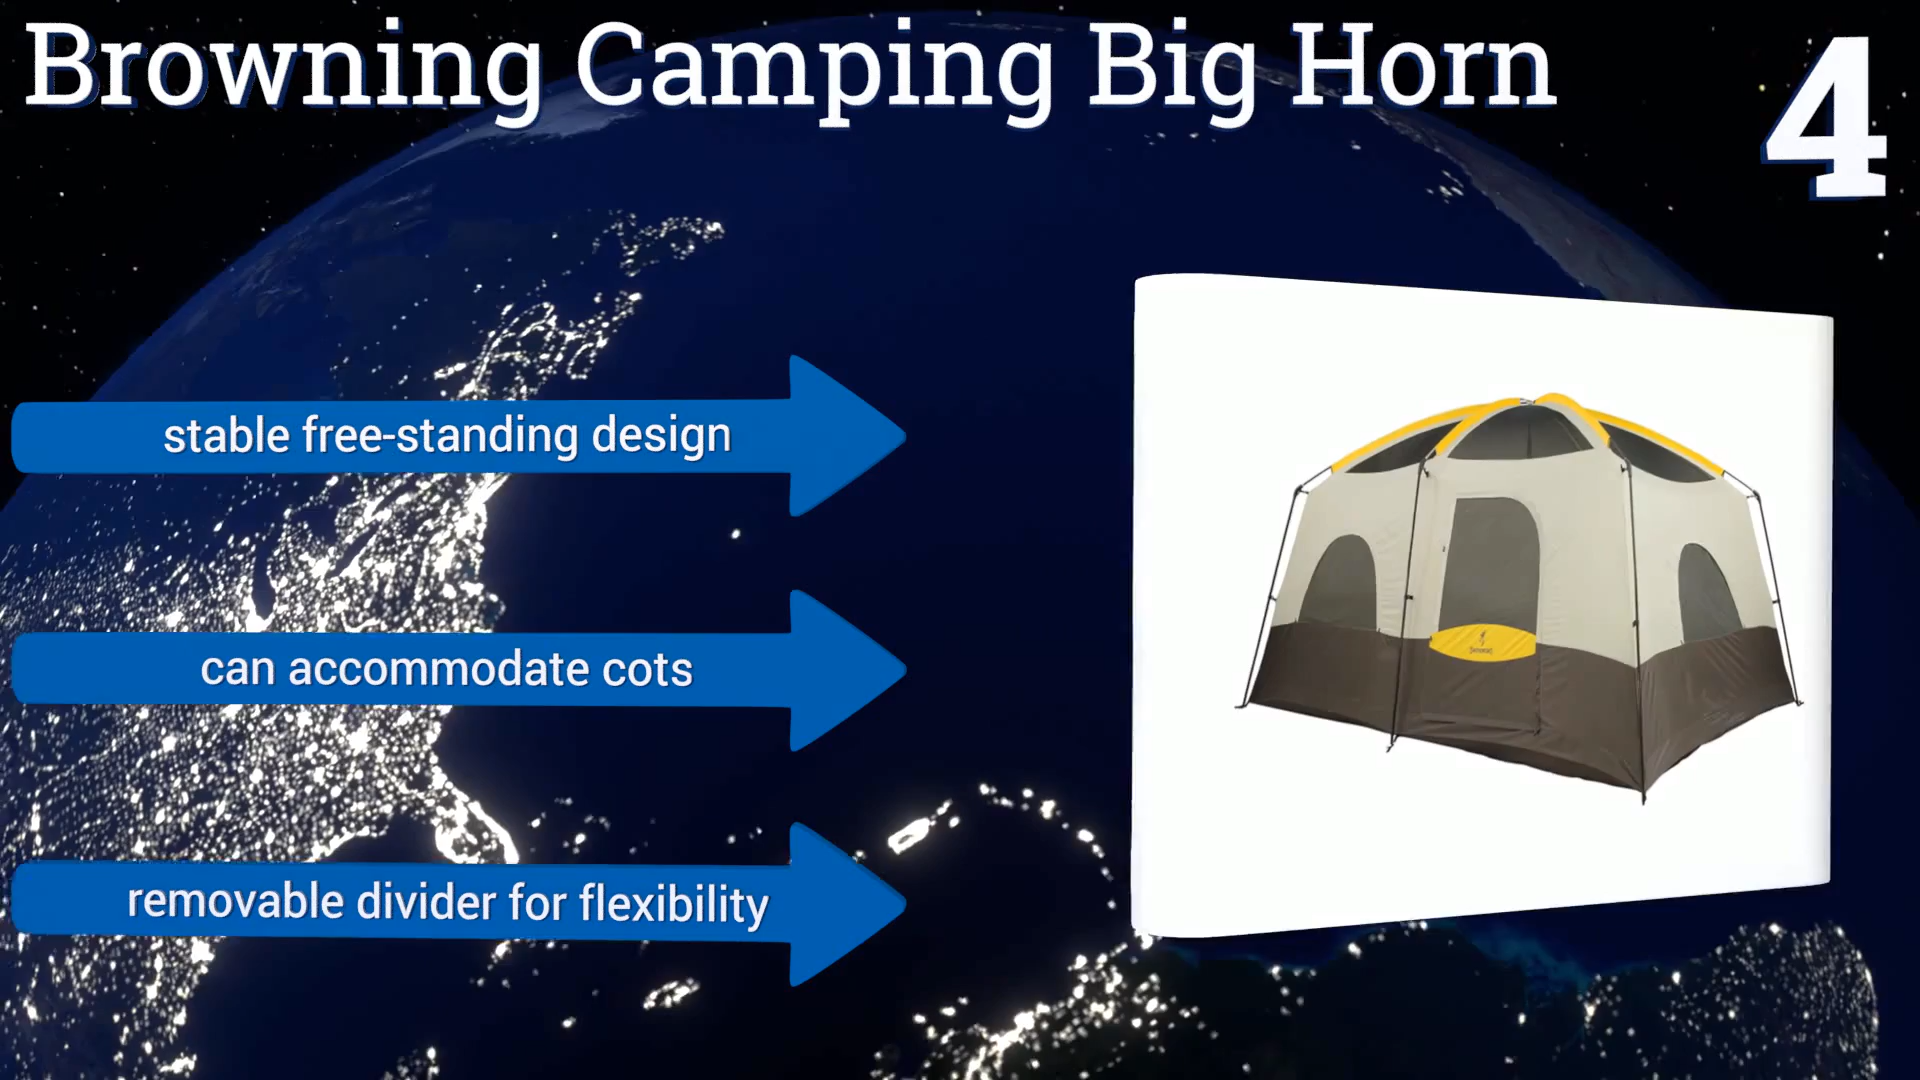 Browning Camping Big Horn
4
stable free-standing design
can accommodate cots
removable divider for flexibility